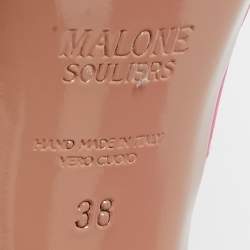 MALONE
SOULIERS
HAND MADE IN ITALY
VERO CUOIO
38